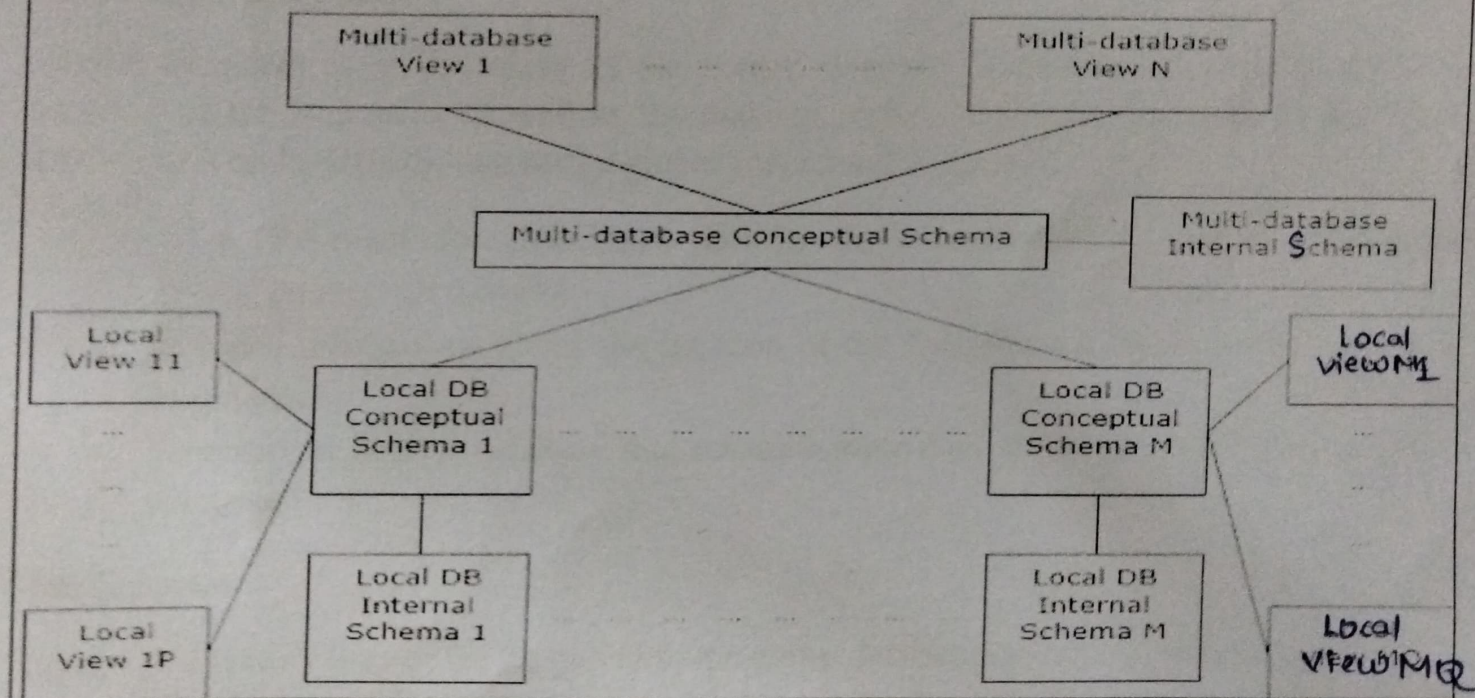 Multi-database
View 1
Multi-database
View N
Multi-database Conceptual Schema
Multi-database
Internal Schema
Local
View 11
Local DB
Conceptual
Schema 1
Local DB
Conceptual
Schema M
Local
View M1
Local DB
Internal
Schema 1
Local DB
Internal
Schema M
Local
View 1P
Local
View MQ